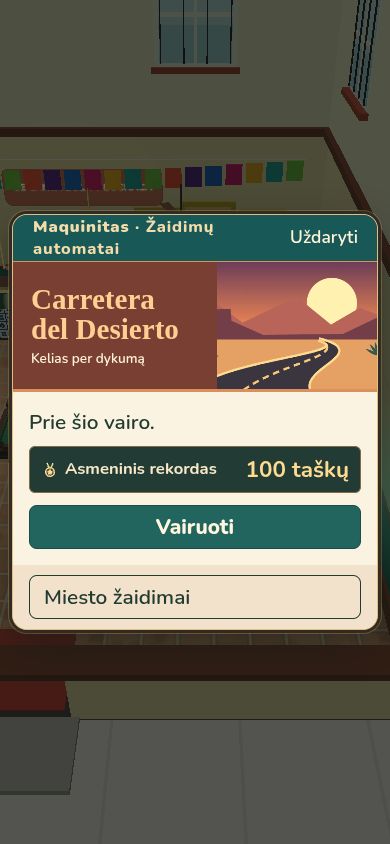 Maquinitas · Žaidimų
automatai
Uždaryti
Carretera
del Desierto
Kelias per dykumą
Prie šio vairo.
Asmeninis rekordas
100 taškų
Vairuoti
Miesto žaidimai